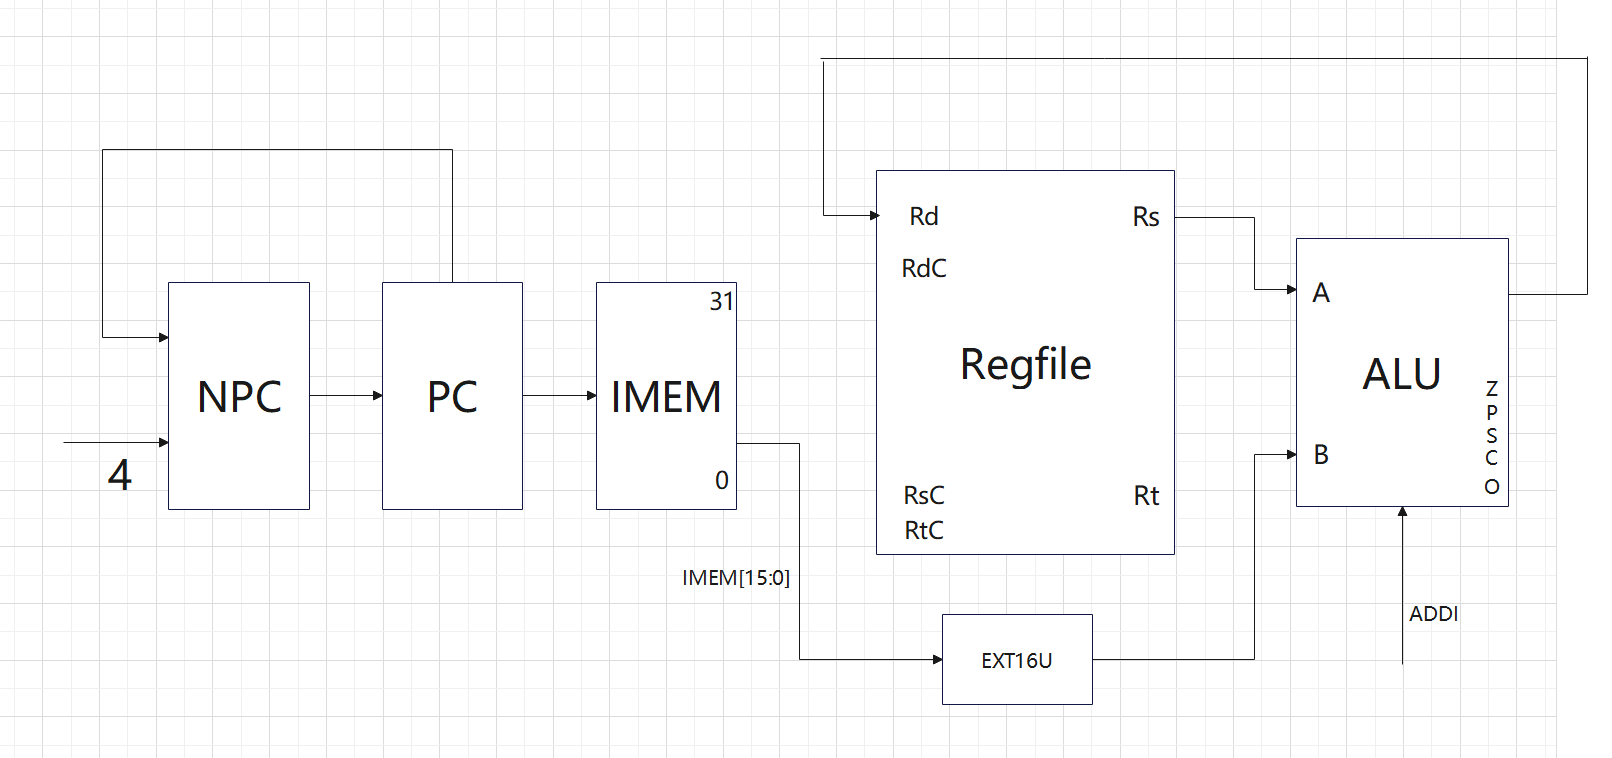 4
NPC
PC
31
IMEM
0
IMEM[15:0]
Rd
Rs
RdC
Regfile
RsC
Rt
RtC
EXT16U
A
ALU
B
Z
P
S
C
O
ADDI